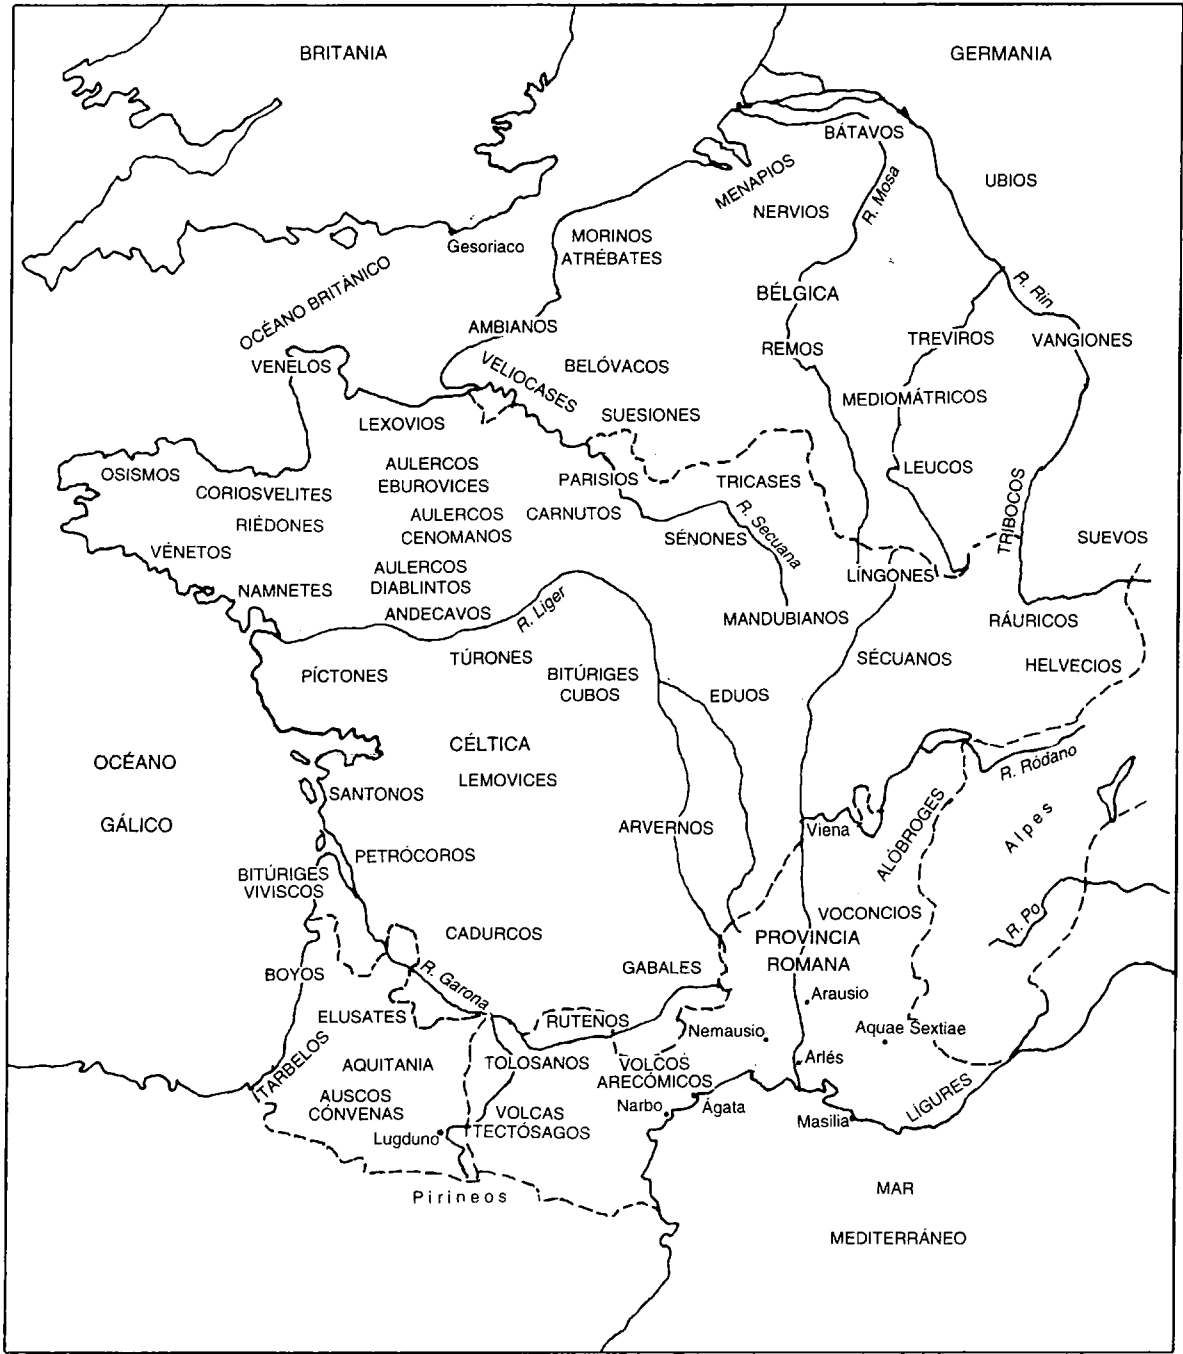 BRITANIA
GERMANIA
BÁTAVOS
UBIOS
MENAPIOS
NERVIOS
R. Mosa
Gesoriaco
MORINOS
ATRÉBATES
OCÉANO BRITÁNICO
R. Rin
BÉLGICA
AMBIANOS
TREVIROS
VANGIONES
REMOS
VENELOS
VELIOCASES
BELÓVACOS
MEDIOMÁTRICOS
SUESIONES
LEXOVIOS
AULERCOS
EBUROVICES
OSISMOS
CORIOSVELITES
PARISIOS
TRICASES
LEUCOS
TRIBOCOS
RIÉDONES
AULERCOS
CENOMANOS
CARNUTOS
SÉNONES
R. Secuana
SUEVOS
VÉNETOS
AULERCOS
DIABLINTOS
LÍNGONES
NAMNETES
ANDECAVOS
R. Liger
MANDUBIANOS
RÁURICOS
PÍCTONES
TÚRONES
BITÚRIGES
CUBOS
EDUOS
SÉCUANOS
HELVECIOS
OCÉANO
GÁLICO
CÉLTICA
LEMOVICES
SANTONOS
R. Ródano
ARVERNOS
Viena
ALÓBROGES
Alpes
PETRÓCOROS
BITÚRIGES
VIVISCOS
VOCONCIOS
R. Po
CADURCOS
PROVINCIA
ROMANA
BOYOS
R. Garona
GABALES
Arausio
ELUSATES
RUTENOS
Nemausio
Aquae Sextiae
TARBELOS
AQUITANIA
TOLOSANOS
VOLCOS
ARECÓMICOS
Arlés
LÍGURES
AUSCOS
CÓNVENAS
VOLCAS
TECTÓSAGOS
Narbo
Ágata
Masilia
Lugduno
Pirineos
MAR
MEDITERRÁNEO